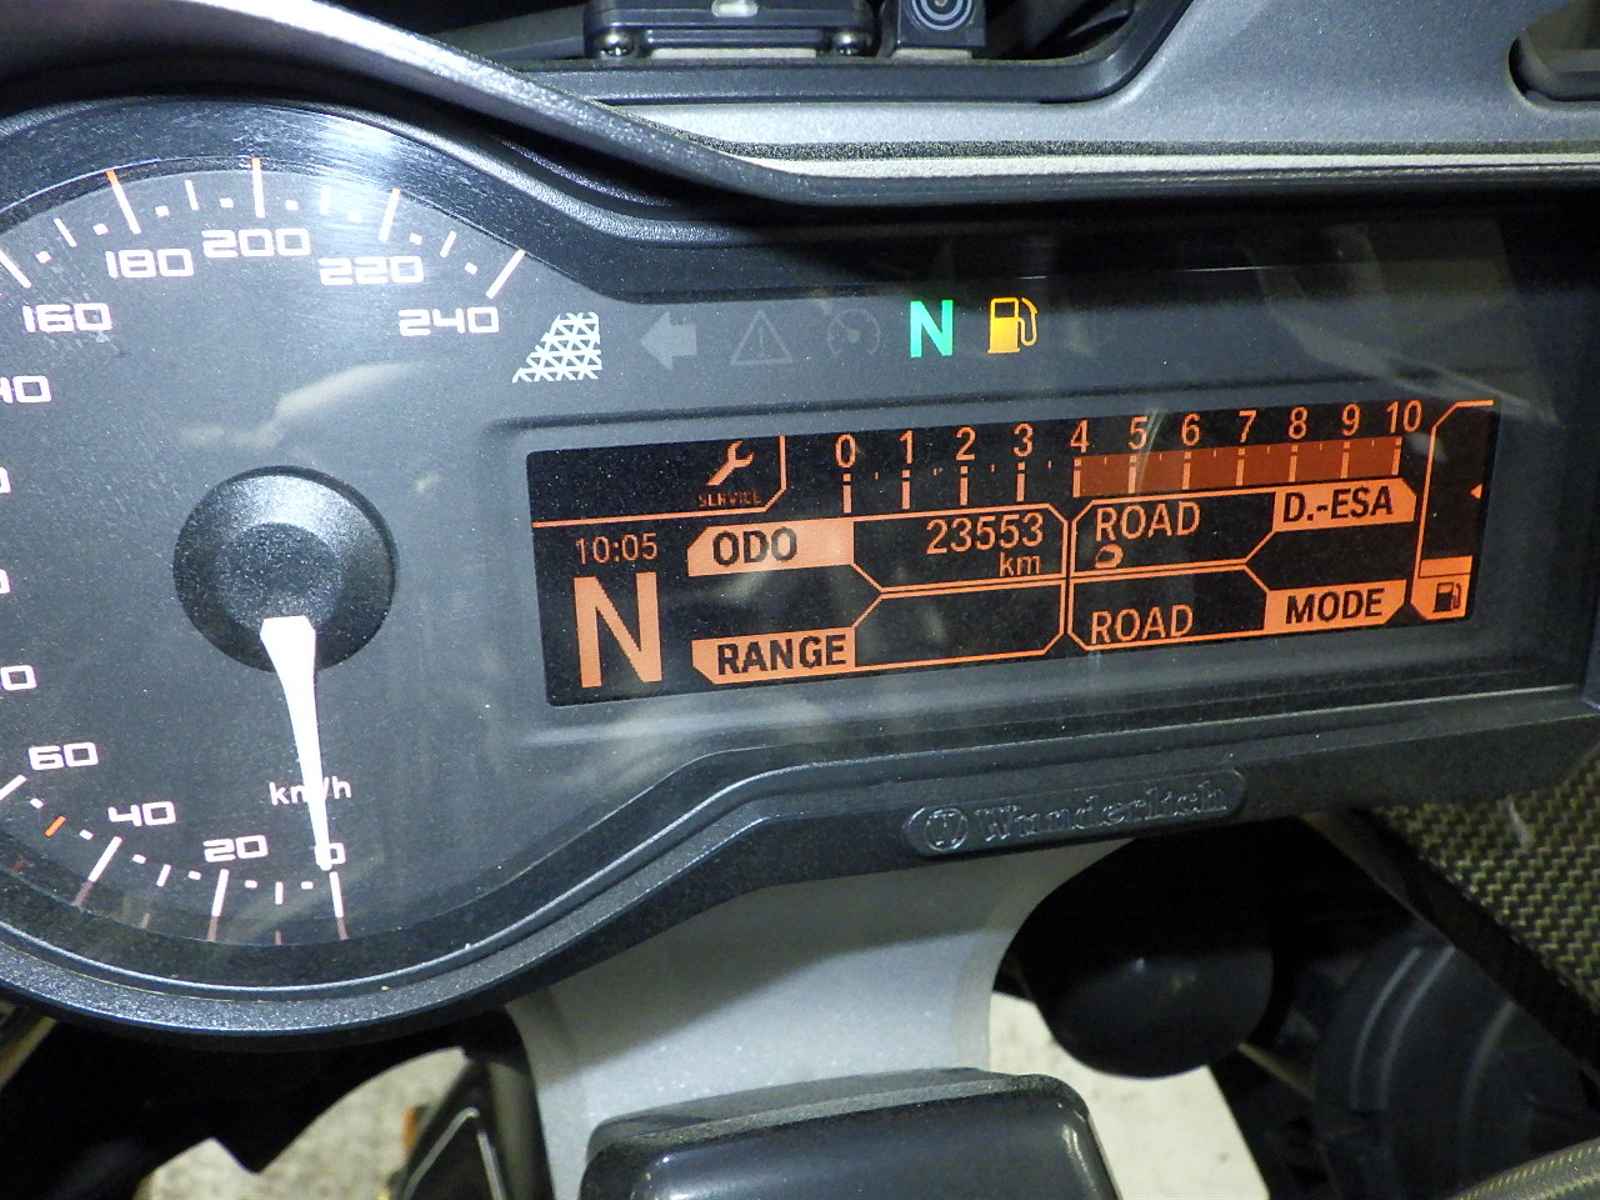 160
180
200
220
240
N
SERVICE
0 1 2 3 4 5 6 7 8 9 10
10:05
N
ODO
23553
km
RANGE
ROAD
D.-ESA
ROAD
MODE
60
40
20
0
km/h
Wunderlich